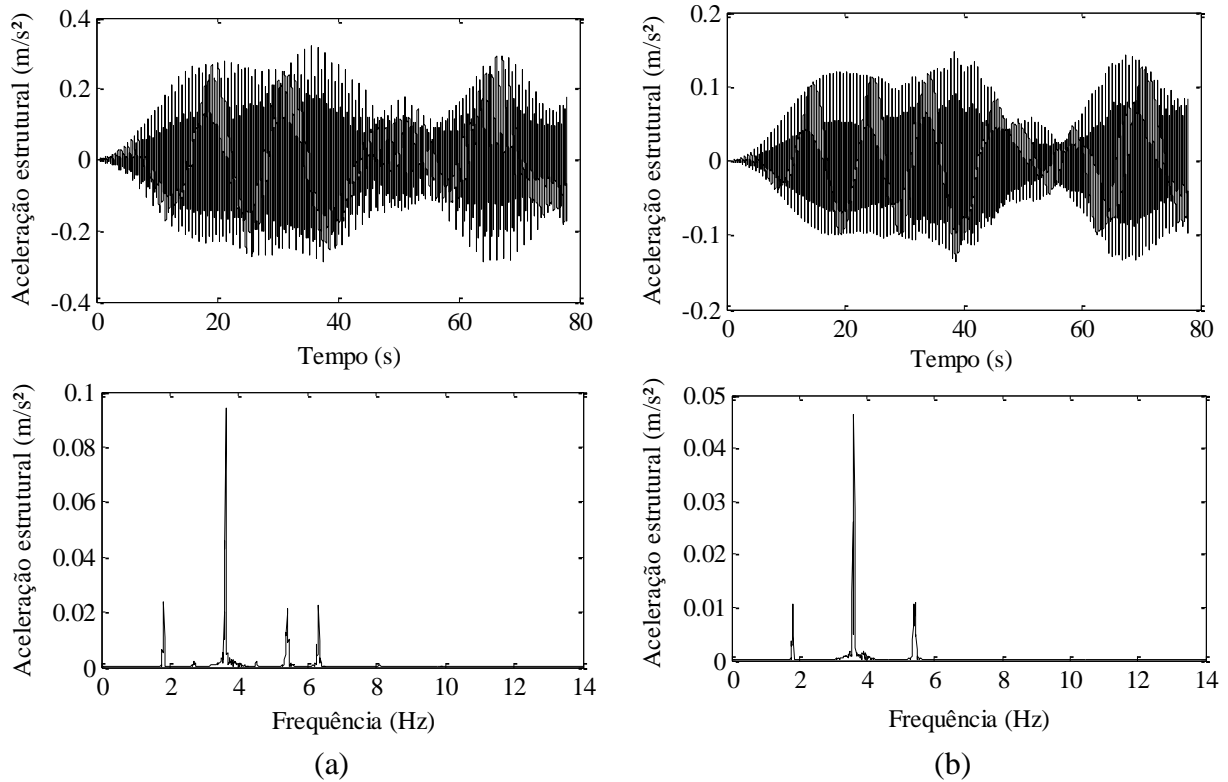 Aceleração estrutural (m/s²)
0.4
0.2
0
-0.2
-0.4
0 20 40 60 80
Tempo (s)
Aceleração estrutural (m/s²)
0.2
0.1
0
-0.1
-0.2
0 20 40 60 80
Tempo (s)
Aceleração estrutural (m/s²)
0.1
0.08
0.06
0.04
0.02
0
0 2 4 6 8 10 12 14
Frequência (Hz)
(a)
Aceleração estrutural (m/s²)
0.05
0.04
0.03
0.02
0.01
0
0 2 4 6 8 10 12 14
Frequência (Hz)
(b)